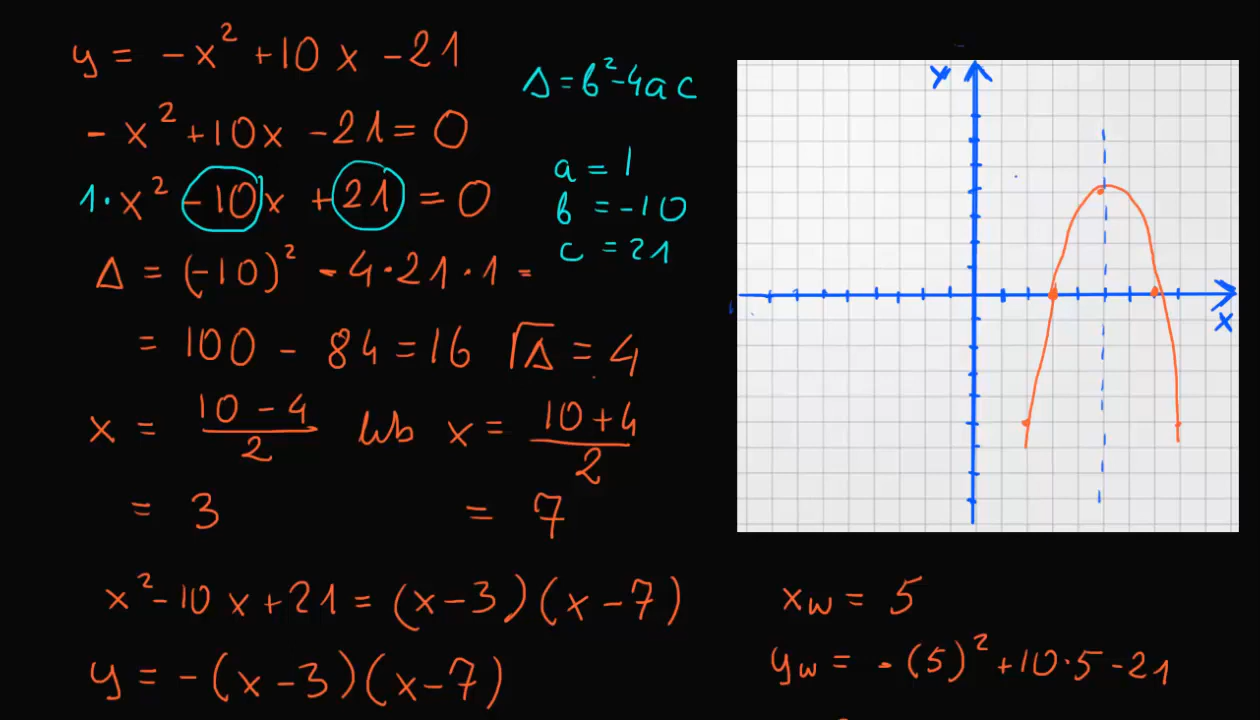 y = -x² +10x -21
-x² +10x -21 = 0
1·x² -10x +21 = 0
Δ = (-10)² - 4·21·1 =
= 100 - 84 = 16 √Δ = 4
x = (10-4)/2 lub x = (10+4)/2
= 3 = 7
x² -10x +21 = (x-3)(x-7)
y = -(x-3)(x-7)
Δ = b² -4ac
a = 1
b = -10
c = 21
y
x
x_w = 5
y_w = -(5)² +10·5 -21